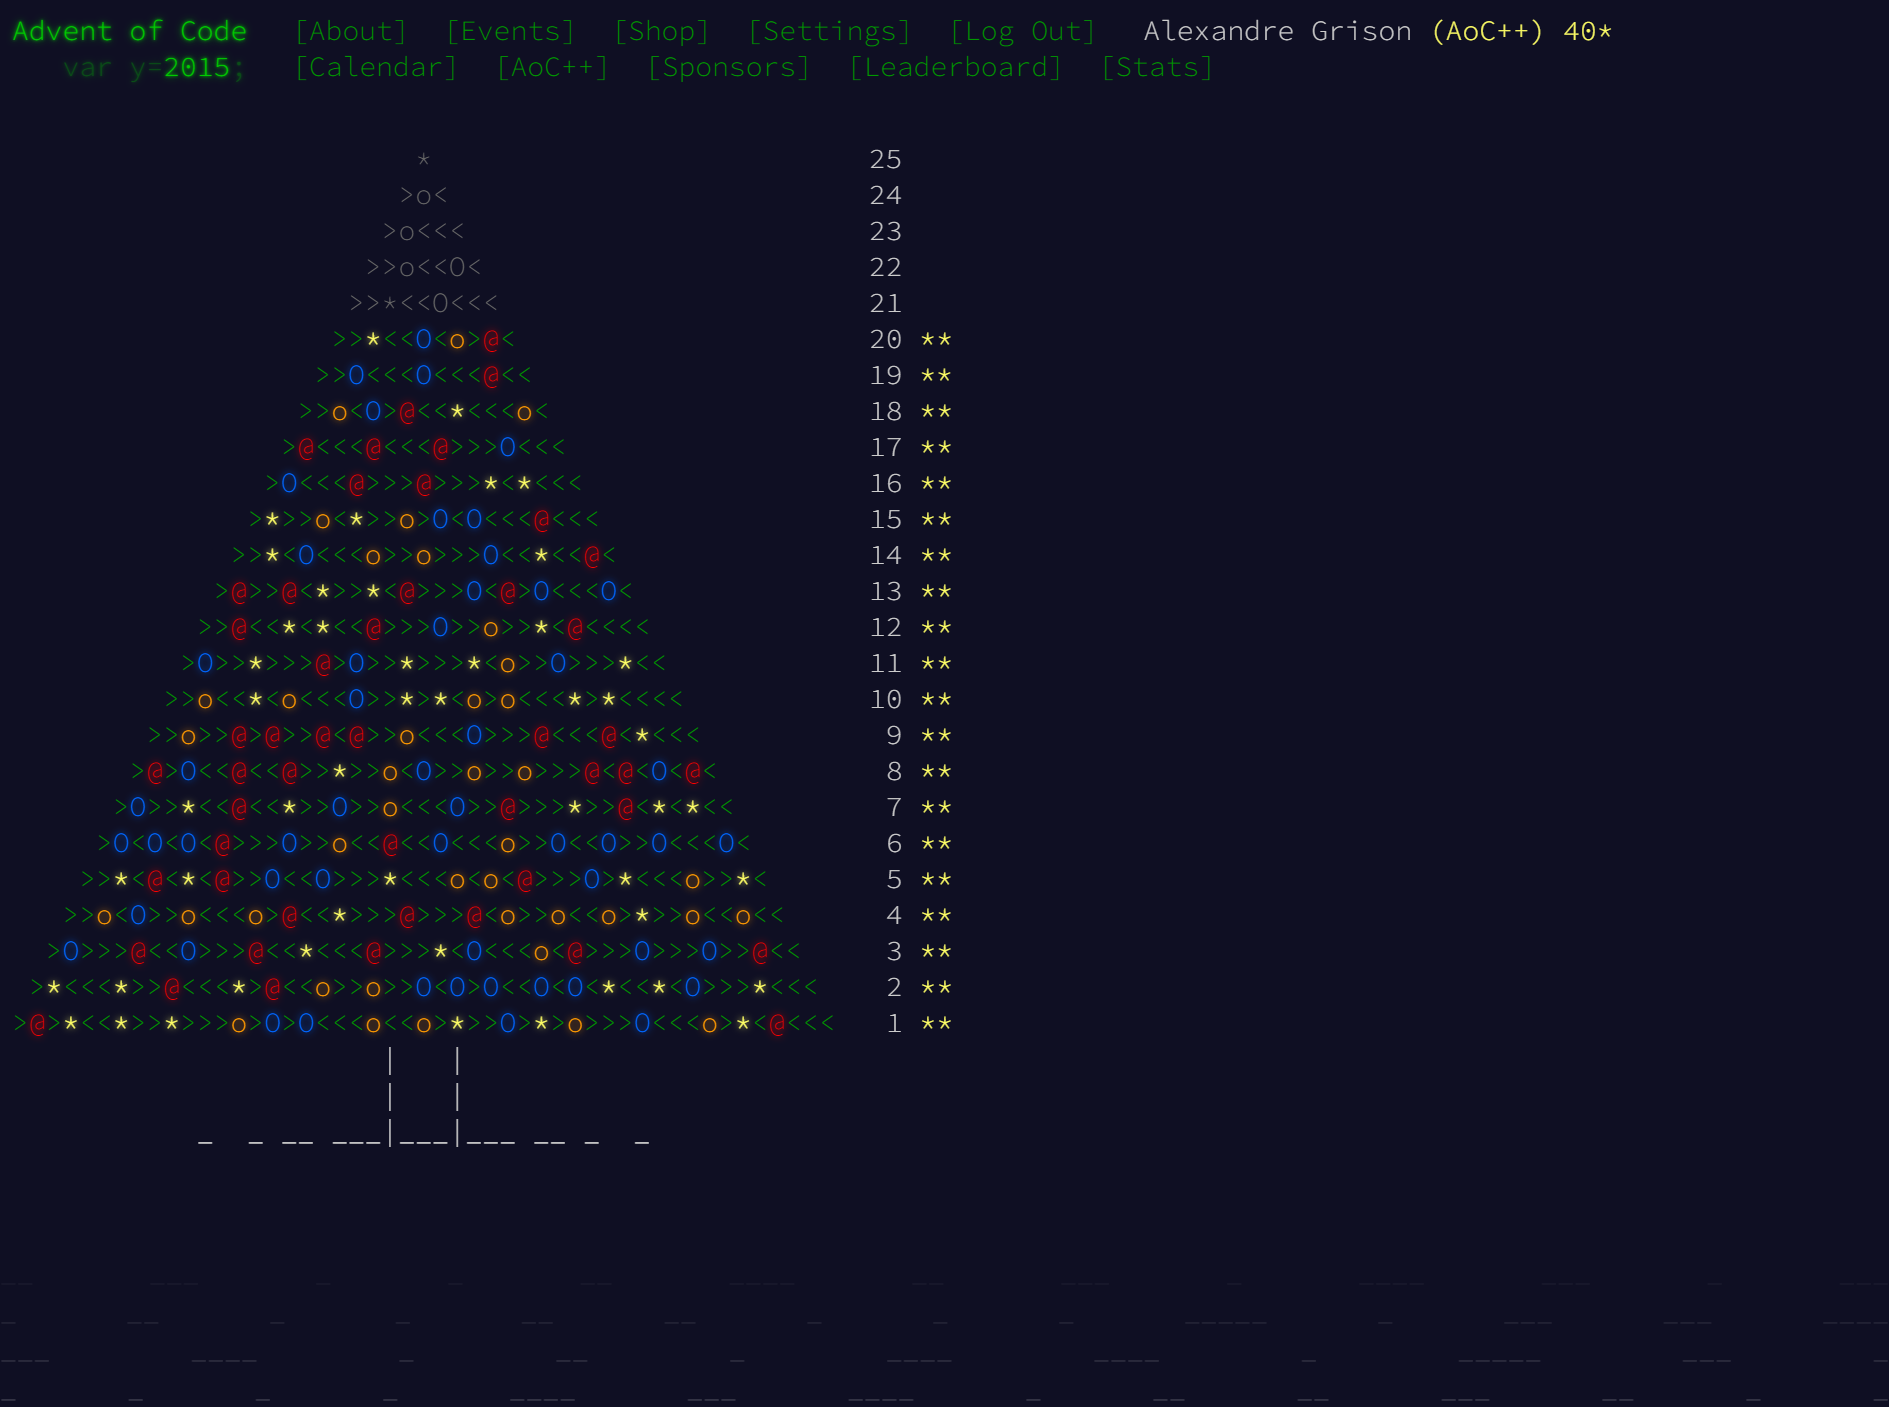 Advent of Code [About] [Events] [Shop] [Settings] [Log Out] Alexandre Grison (AoC++) 40*
var y=2015; [Calendar] [AoC++] [Sponsors] [Leaderboard] [Stats]
* 25
>o< 24
>o<<< 23
>>o<<O< 22
>>*<<O<<< 21
>>*<<O<o>@< 20 **
>>O<<<O<<<@<< 19 **
>>o<O>@<<*<<<o< 18 **
>@<<<@<<<@>>>O<<< 17 **
>O<<<@>>>@>>>*<*<<< 16 **
>*>>o<*>>o>O<O<<<@<<< 15 **
>>*<O<<<o>>o>>>O<<*<<@< 14 **
>@>>@<*>>*<@>>>O<@>O<<<O< 13 **
>>@<<*<*<<@>>>O>>o>>*<@<<<< 12 **
>O>>*>>>@>O>>*>>>*<o>>O>>>*<< 11 **
>>o<<*<o<<<O>>*>*<o>o<<<*>*<<<< 10 **
>>o>>@>@>>@<@>>o<<<O>>>@<<<@<*<<< 9 **
>@>O<<@<<@>>*>>o<O>>o>>o>>>@<@<O<@< 8 **
>O>>*<<@<<*>>O>>o<<<O>>@>>>*>>@<*<*<< 7 **
>O<O<O<@>>>O>>o<<@<<O<<<o>>O<<O>>O<<<O< 6 **
>>*<@<*<@>>O<<O>>>*<<<o<o<@>>>O>*<<<o>>*< 5 **
>>o<O>>o<<<o>@<<*>>>@>>>@<o>>o<<o>*>>o<<o<< 4 **
>O>>>@<<O>>>@<<*<<<@>>>*<O<<<o<@>>>O>>>O>>@<< 3 **
>*<<<*>>@<<<*>@<<o>>o>>O<O>O<<O<O<*<<*<O>>>*<<< 2 **
>@>*<<*>>*>>>o>O>O<<<o<<o>*>>O>*>o>>>O<<<o>*<@<<< 1 **
| |
| |
_ _ __ ___|___|___ __ _ _